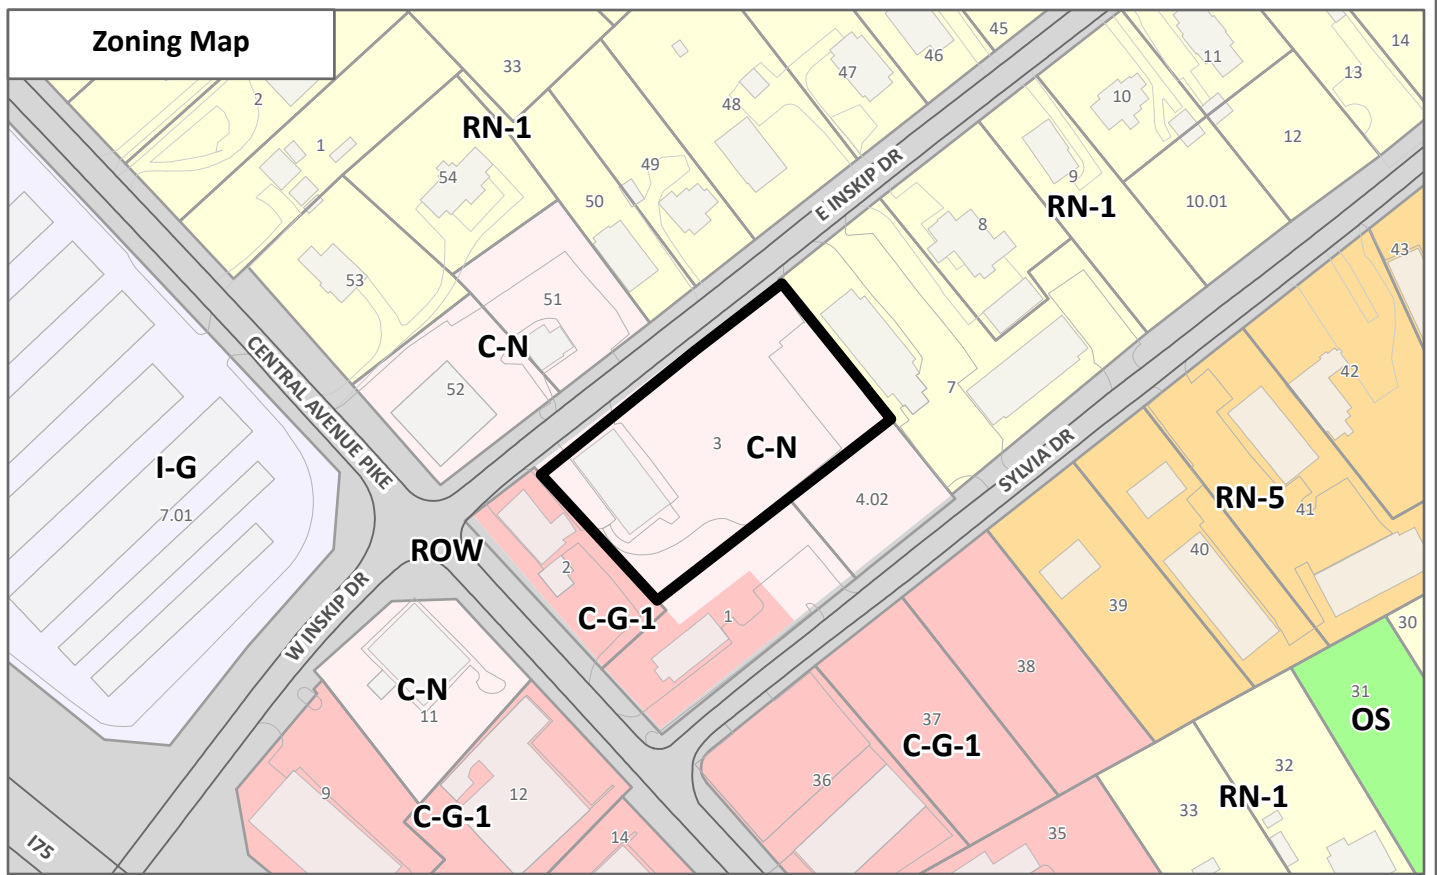 Zoning Map
45
14
33
46
11
13
47
2
10
48
RN-1
12
1
49
54
9
50
10.01
RN-1
E INSKIP DR
8
43
53
51
C-N
CENTRAL AVENUE PIKE
42
52
7
3
C-N
I-G
SYLVIA DR
4.02
RN-5
7.01
41
ROW
40
2
W INSKIP DR
39
C-G-1
1
30
38
C-N
31
11
37
OS
C-G-1
32
36
9
12
RN-1
C-G-1
33
35
14
I75